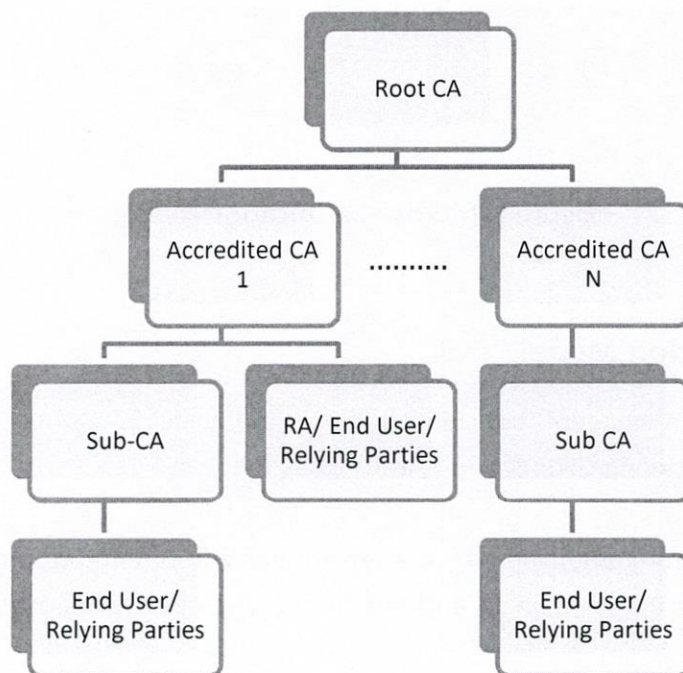 Root CA
Accredited CA
1
..........
Accredited CA
N
Sub-CA
RA/ End User/
Relying Parties
Sub CA
End User/
Relying Parties
End User/
Relying Parties